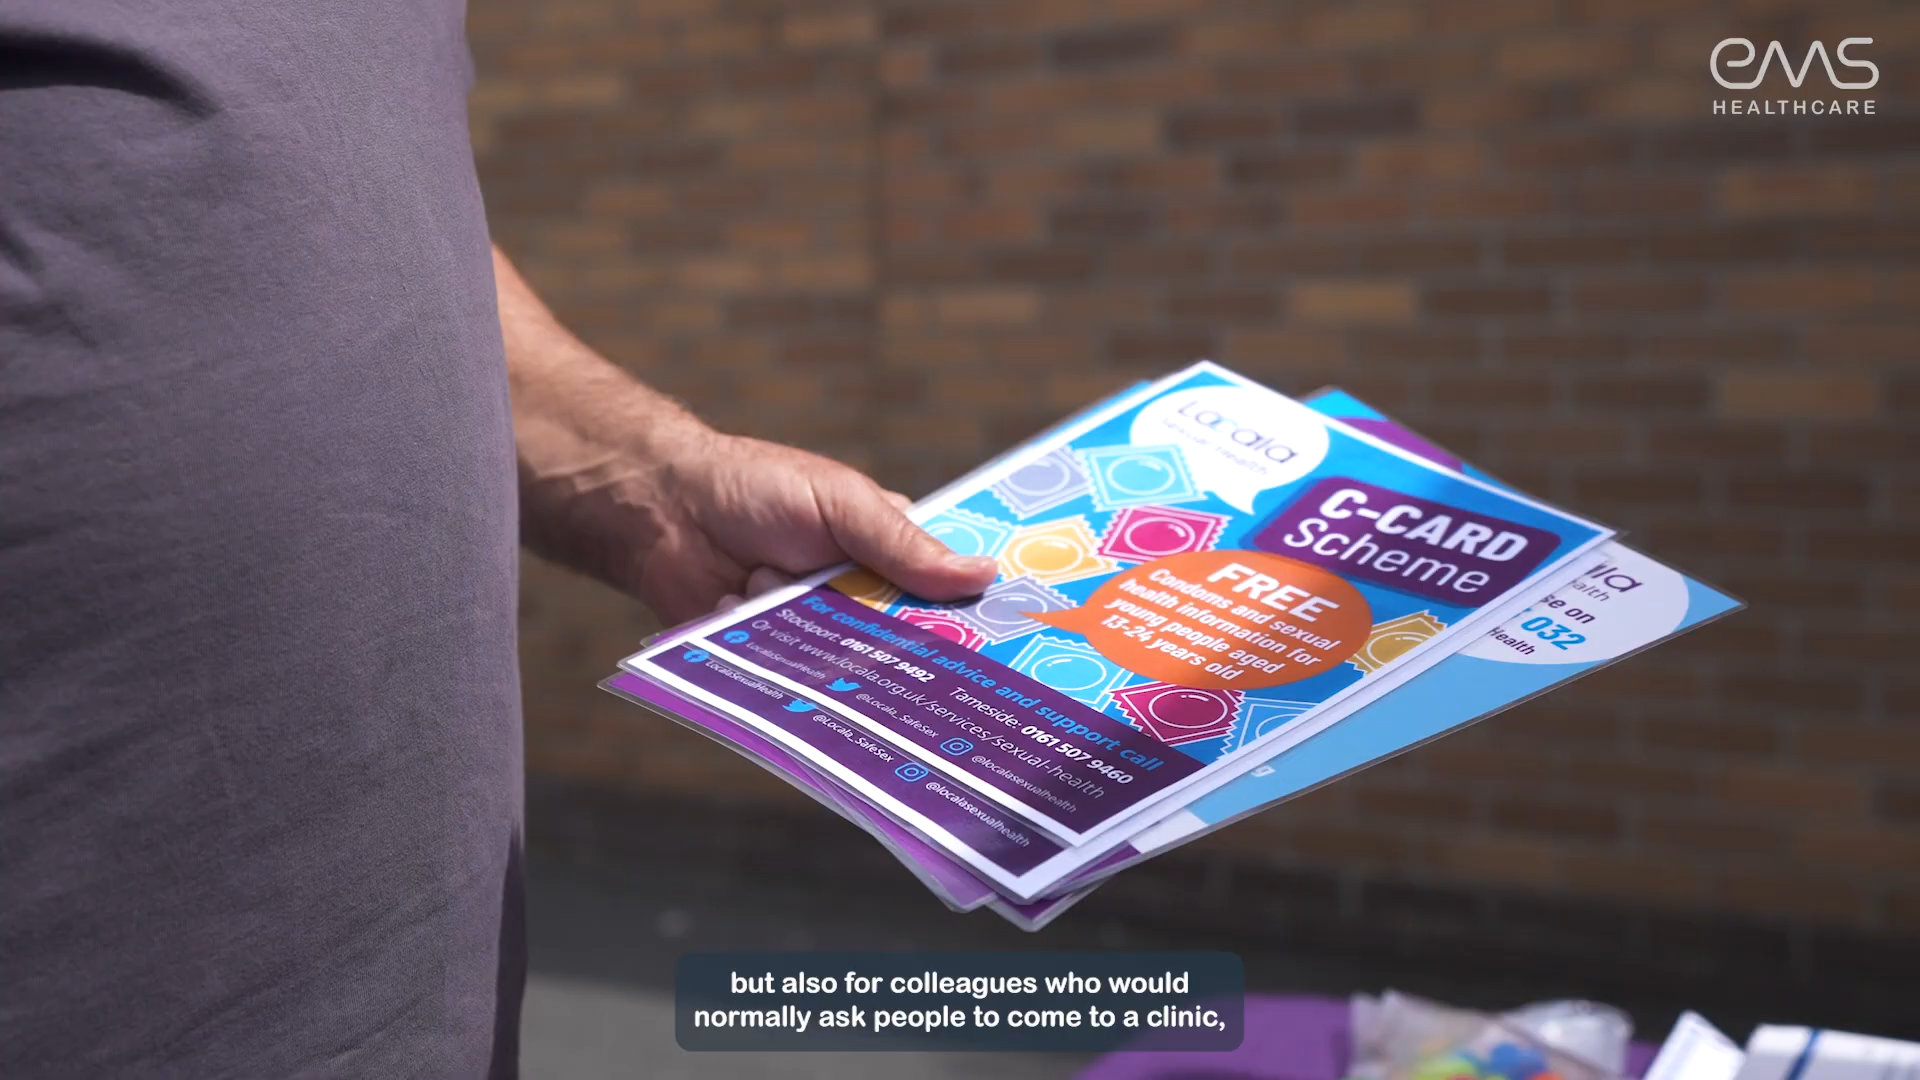 ems
HEALTHCARE
Locala
Sexual Health
C-CARD
Scheme
FREE
Condoms and sexual
health information for
young people aged
13-24 years old
For confidential advice and support call
Stockport: 0161 507 9492 Tameside: 0161 507 9460
Or visit www.locala.org.uk/services/sexual-health
LocalaSexualHealth @Locala_SafeSex @localasexualhealth
LocalaSexualHealth @Locala_SafeSex @localasexualhealth
on
032
Health
but also for colleagues who would
normally ask people to come to a clinic,